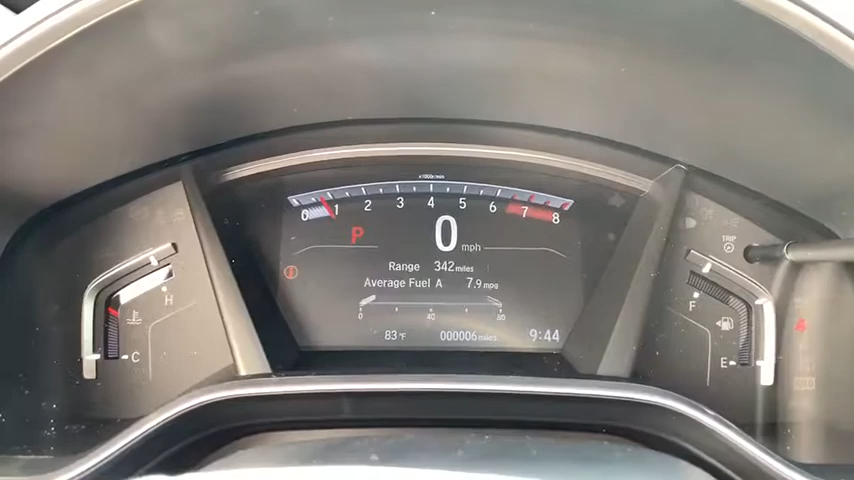 x1000r/min
0 1 2 3 4 5 6 7 8
P 0 mph
TRIP
Range 342 miles
Average Fuel A 7.9 mpg
H
F
0 40 80
C
E
83°F 000006 miles 9:44